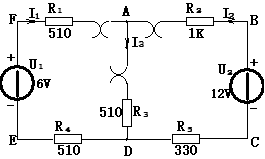 F I₁ R₁ A R₂ I₂ B
510 1K
I₃
+ U₁ 6V −
+ U₂ 12V −
510 R₃
R₄ R₅
E 510 D 330 C